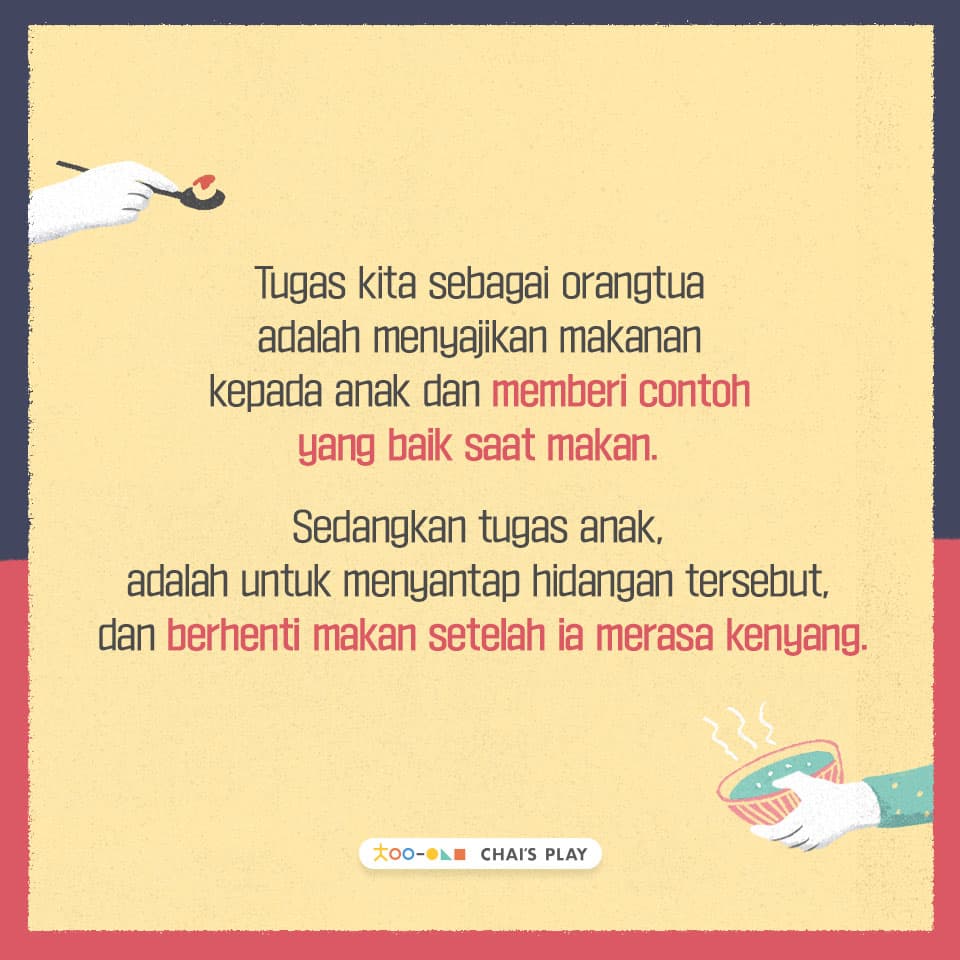 Tugas kita sebagai orangtua
adalah menyajikan makanan
kepada anak dan memberi contoh
yang baik saat makan.
Sedangkan tugas anak,
adalah untuk menyantap hidangan tersebut,
dan berhenti makan setelah ia merasa kenyang.
CHAI'S PLAY